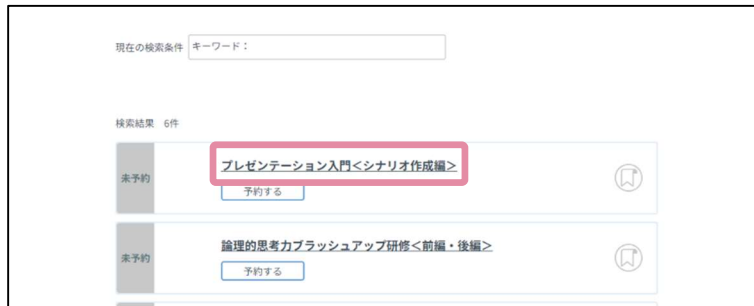 現在の検索条件 キーワード：
検索結果 6件
未予約
プレゼンテーション入門＜シナリオ作成編＞
予約する
未予約
論理的思考力ブラッシュアップ研修＜前編・後編＞
予約する